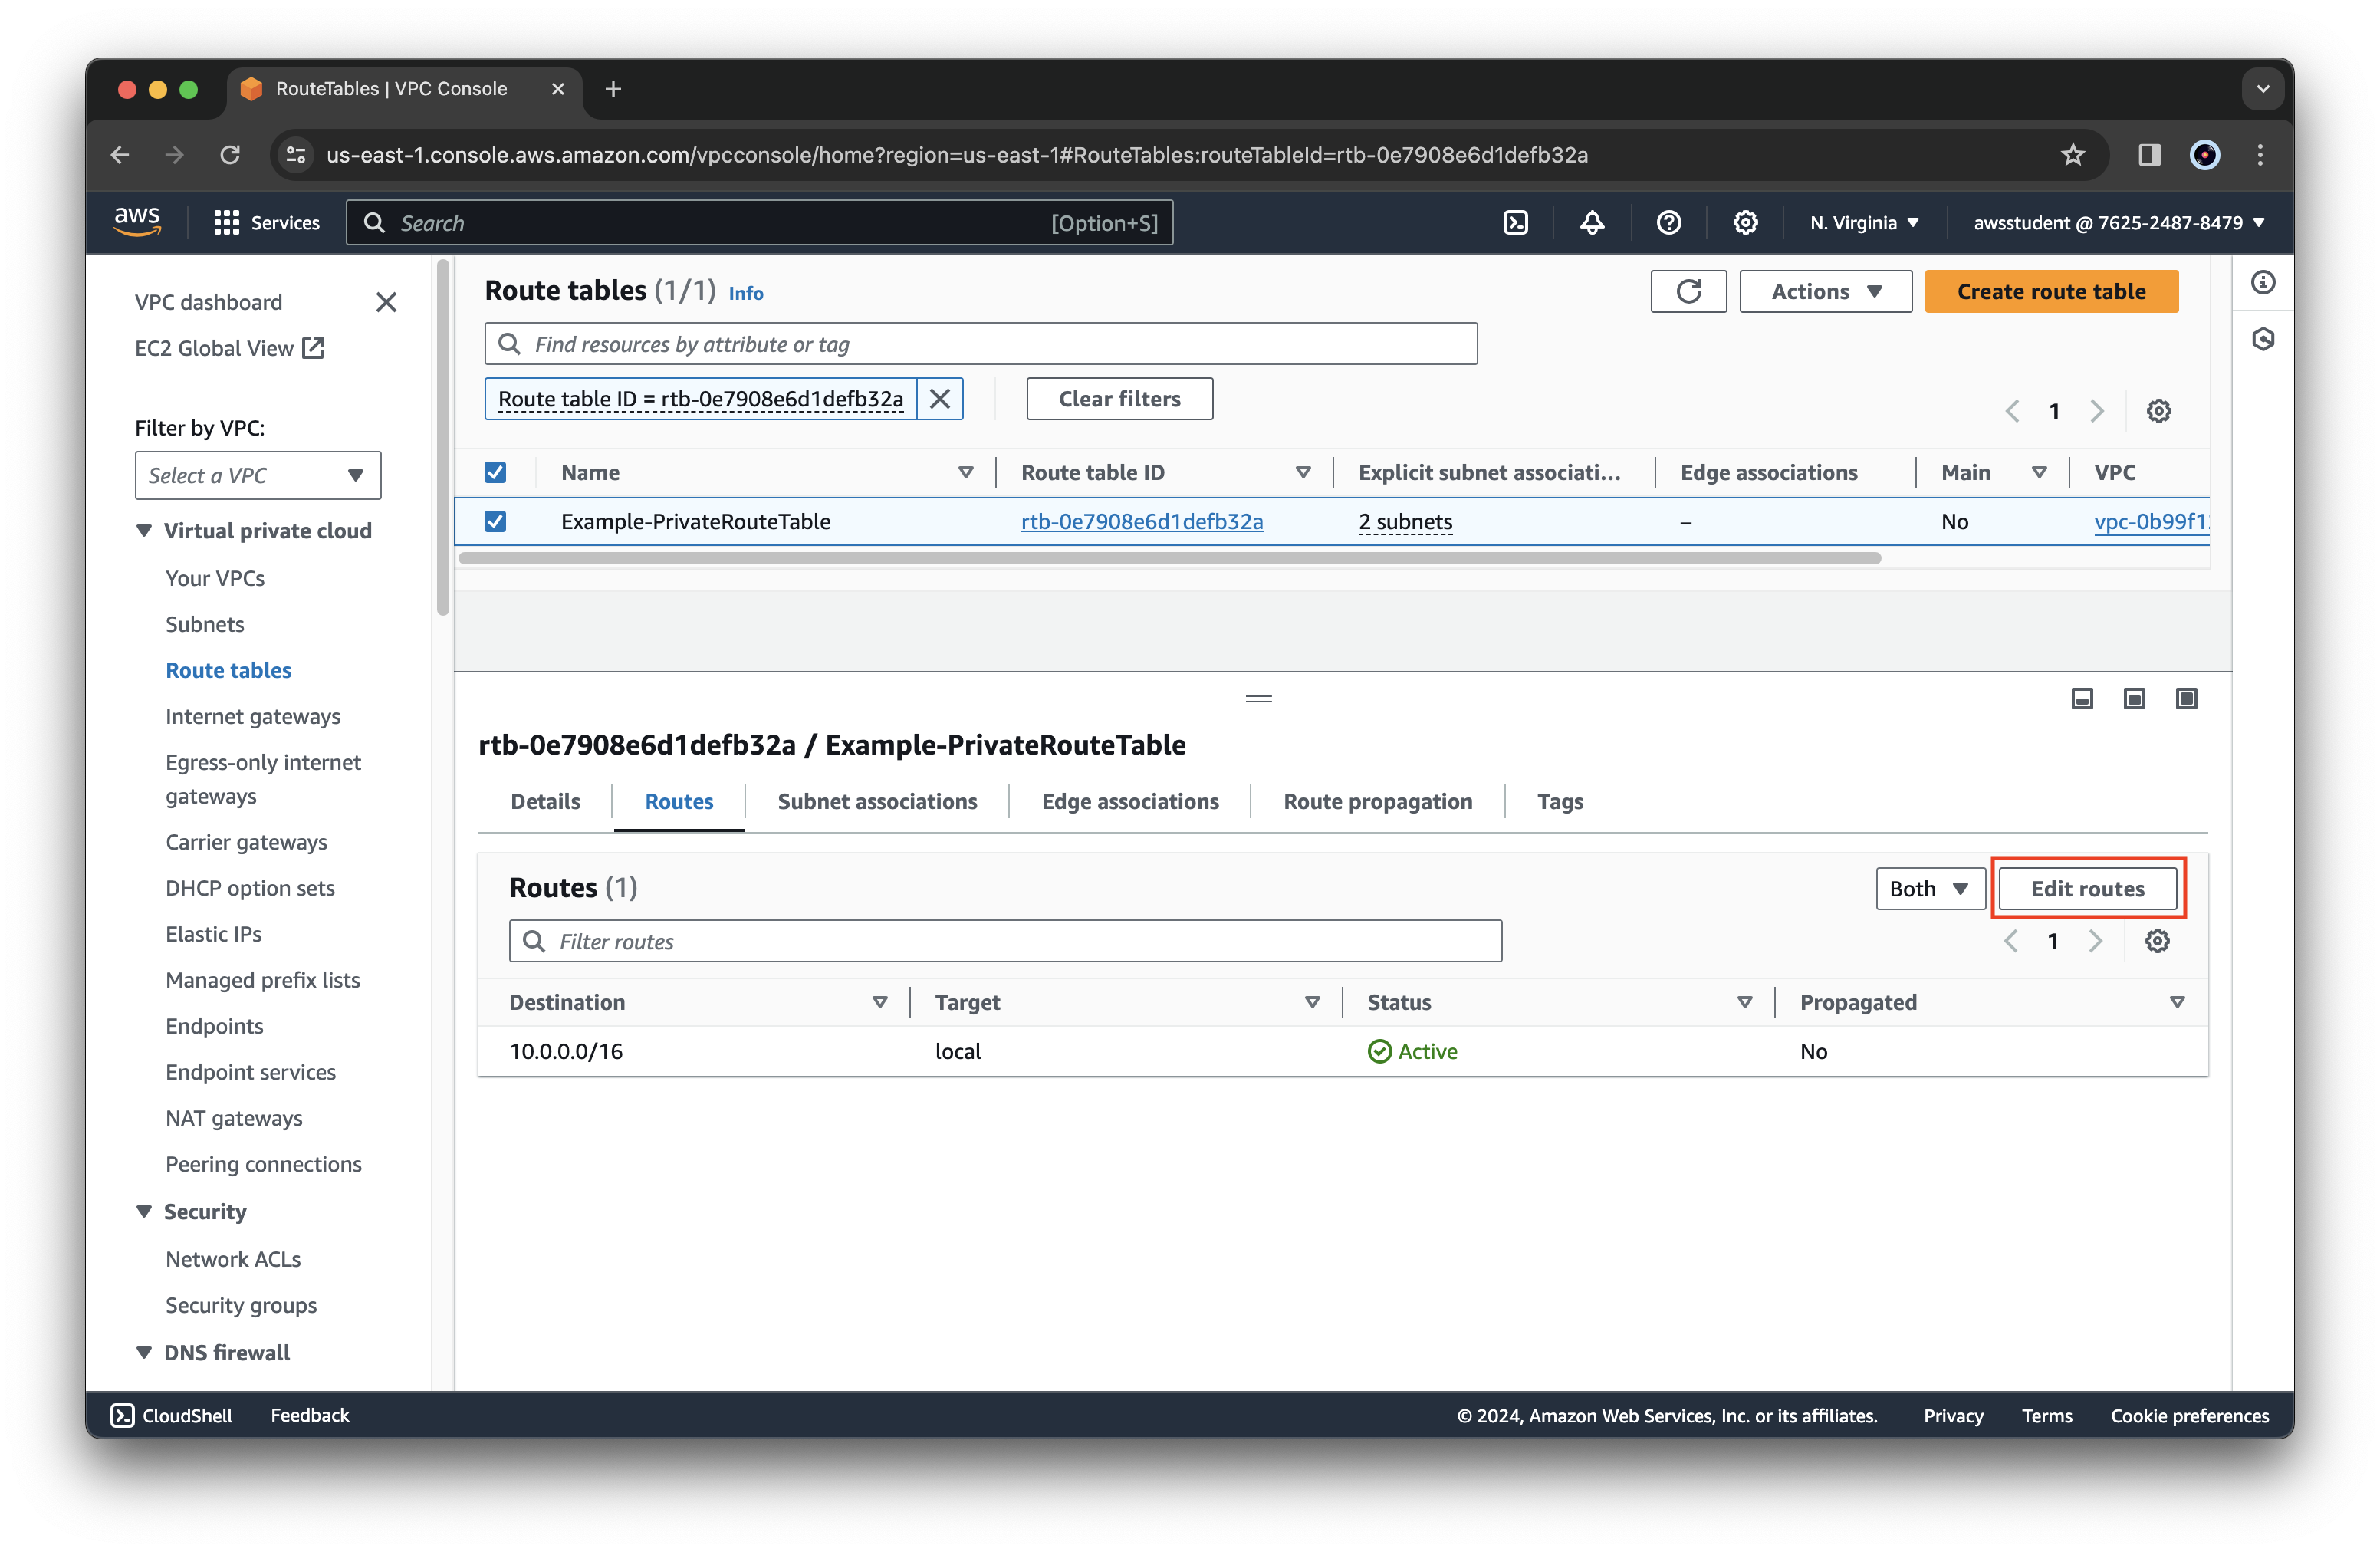 RouteTables | VPC Console
us-east-1.console.aws.amazon.com/vpcconsole/home?region=us-east-1#RouteTables:routeTableId=rtb-0e7908e6d1defb32a
aws
Services
Search
[Option+S]
N. Virginia
awsstudent @ 7625-2487-8479
VPC dashboard
EC2 Global View
Filter by VPC:
Select a VPC
Virtual private cloud
Your VPCs
Subnets
Route tables
Internet gateways
Egress-only internet
gateways
Carrier gateways
DHCP option sets
Elastic IPs
Managed prefix lists
Endpoints
Endpoint services
NAT gateways
Peering connections
Security
Network ACLs
Security groups
DNS firewall
Route tables (1/1) Info
Actions
Create route table
Find resources by attribute or tag
Route table ID = rtb-0e7908e6d1defb32a
Clear filters
1
Name Route table ID Explicit subnet associati... Edge associations Main VPC
Example-PrivateRouteTable rtb-0e7908e6d1defb32a 2 subnets – No vpc-0b99f1
rtb-0e7908e6d1defb32a / Example-PrivateRouteTable
Details Routes Subnet associations Edge associations Route propagation Tags
Routes (1)
Both
Edit routes
Filter routes
1
Destination Target Status Propagated
10.0.0.0/16 local Active No
CloudShell Feedback © 2024, Amazon Web Services, Inc. or its affiliates. Privacy Terms Cookie preferences